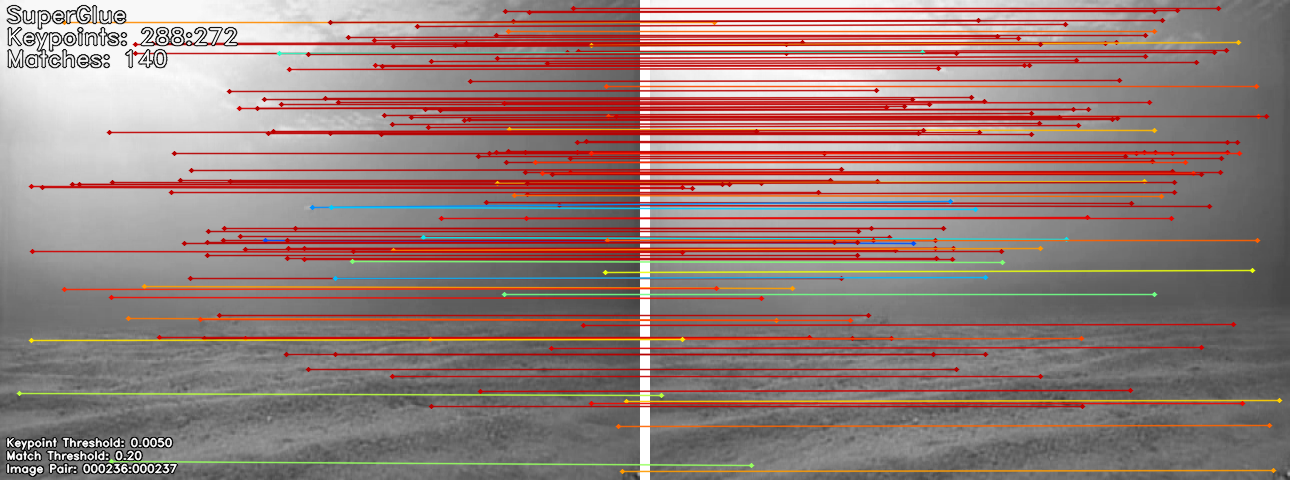 SuperGlue
Keypoints: 288:272
Matches: 140
Keypoint Threshold: 0.0050
Match Threshold: 0.20
Image Pair: 000236:000237